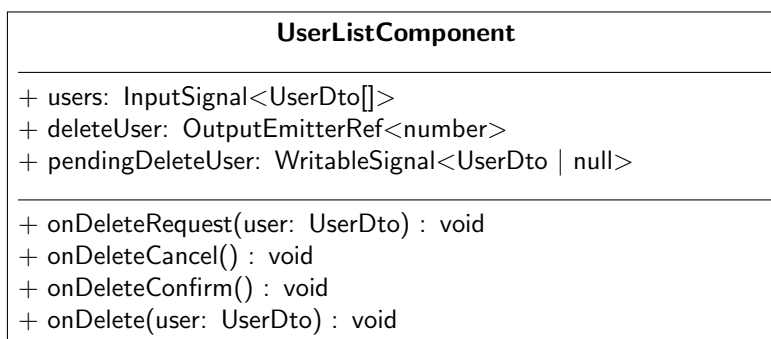 UserListComponent
+ users: InputSignal<UserDto[]>
+ deleteUser: OutputEmitterRef<number>
+ pendingDeleteUser: WritableSignal<UserDto | null>
+ onDeleteRequest(user: UserDto) : void
+ onDeleteCancel() : void
+ onDeleteConfirm() : void
+ onDelete(user: UserDto) : void